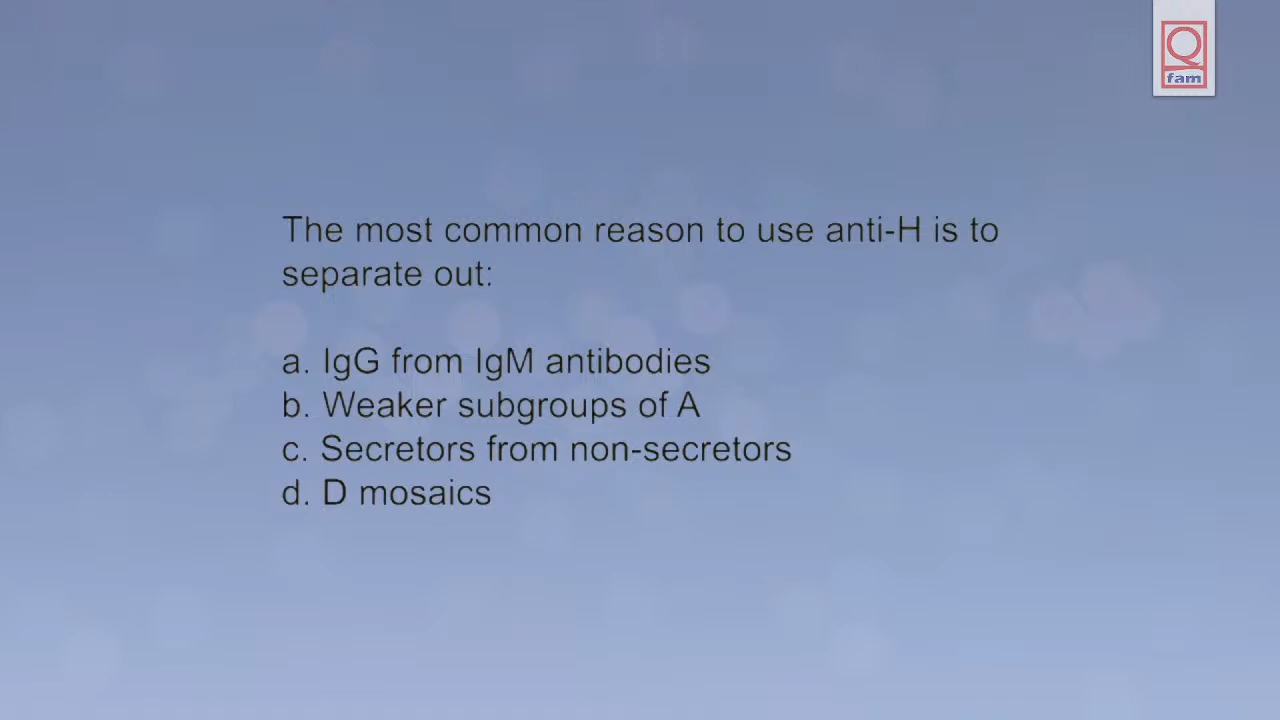 Q
fam
The most common reason to use anti-H is to
separate out:
a. IgG from IgM antibodies
b. Weaker subgroups of A
c. Secretors from non-secretors
d. D mosaics